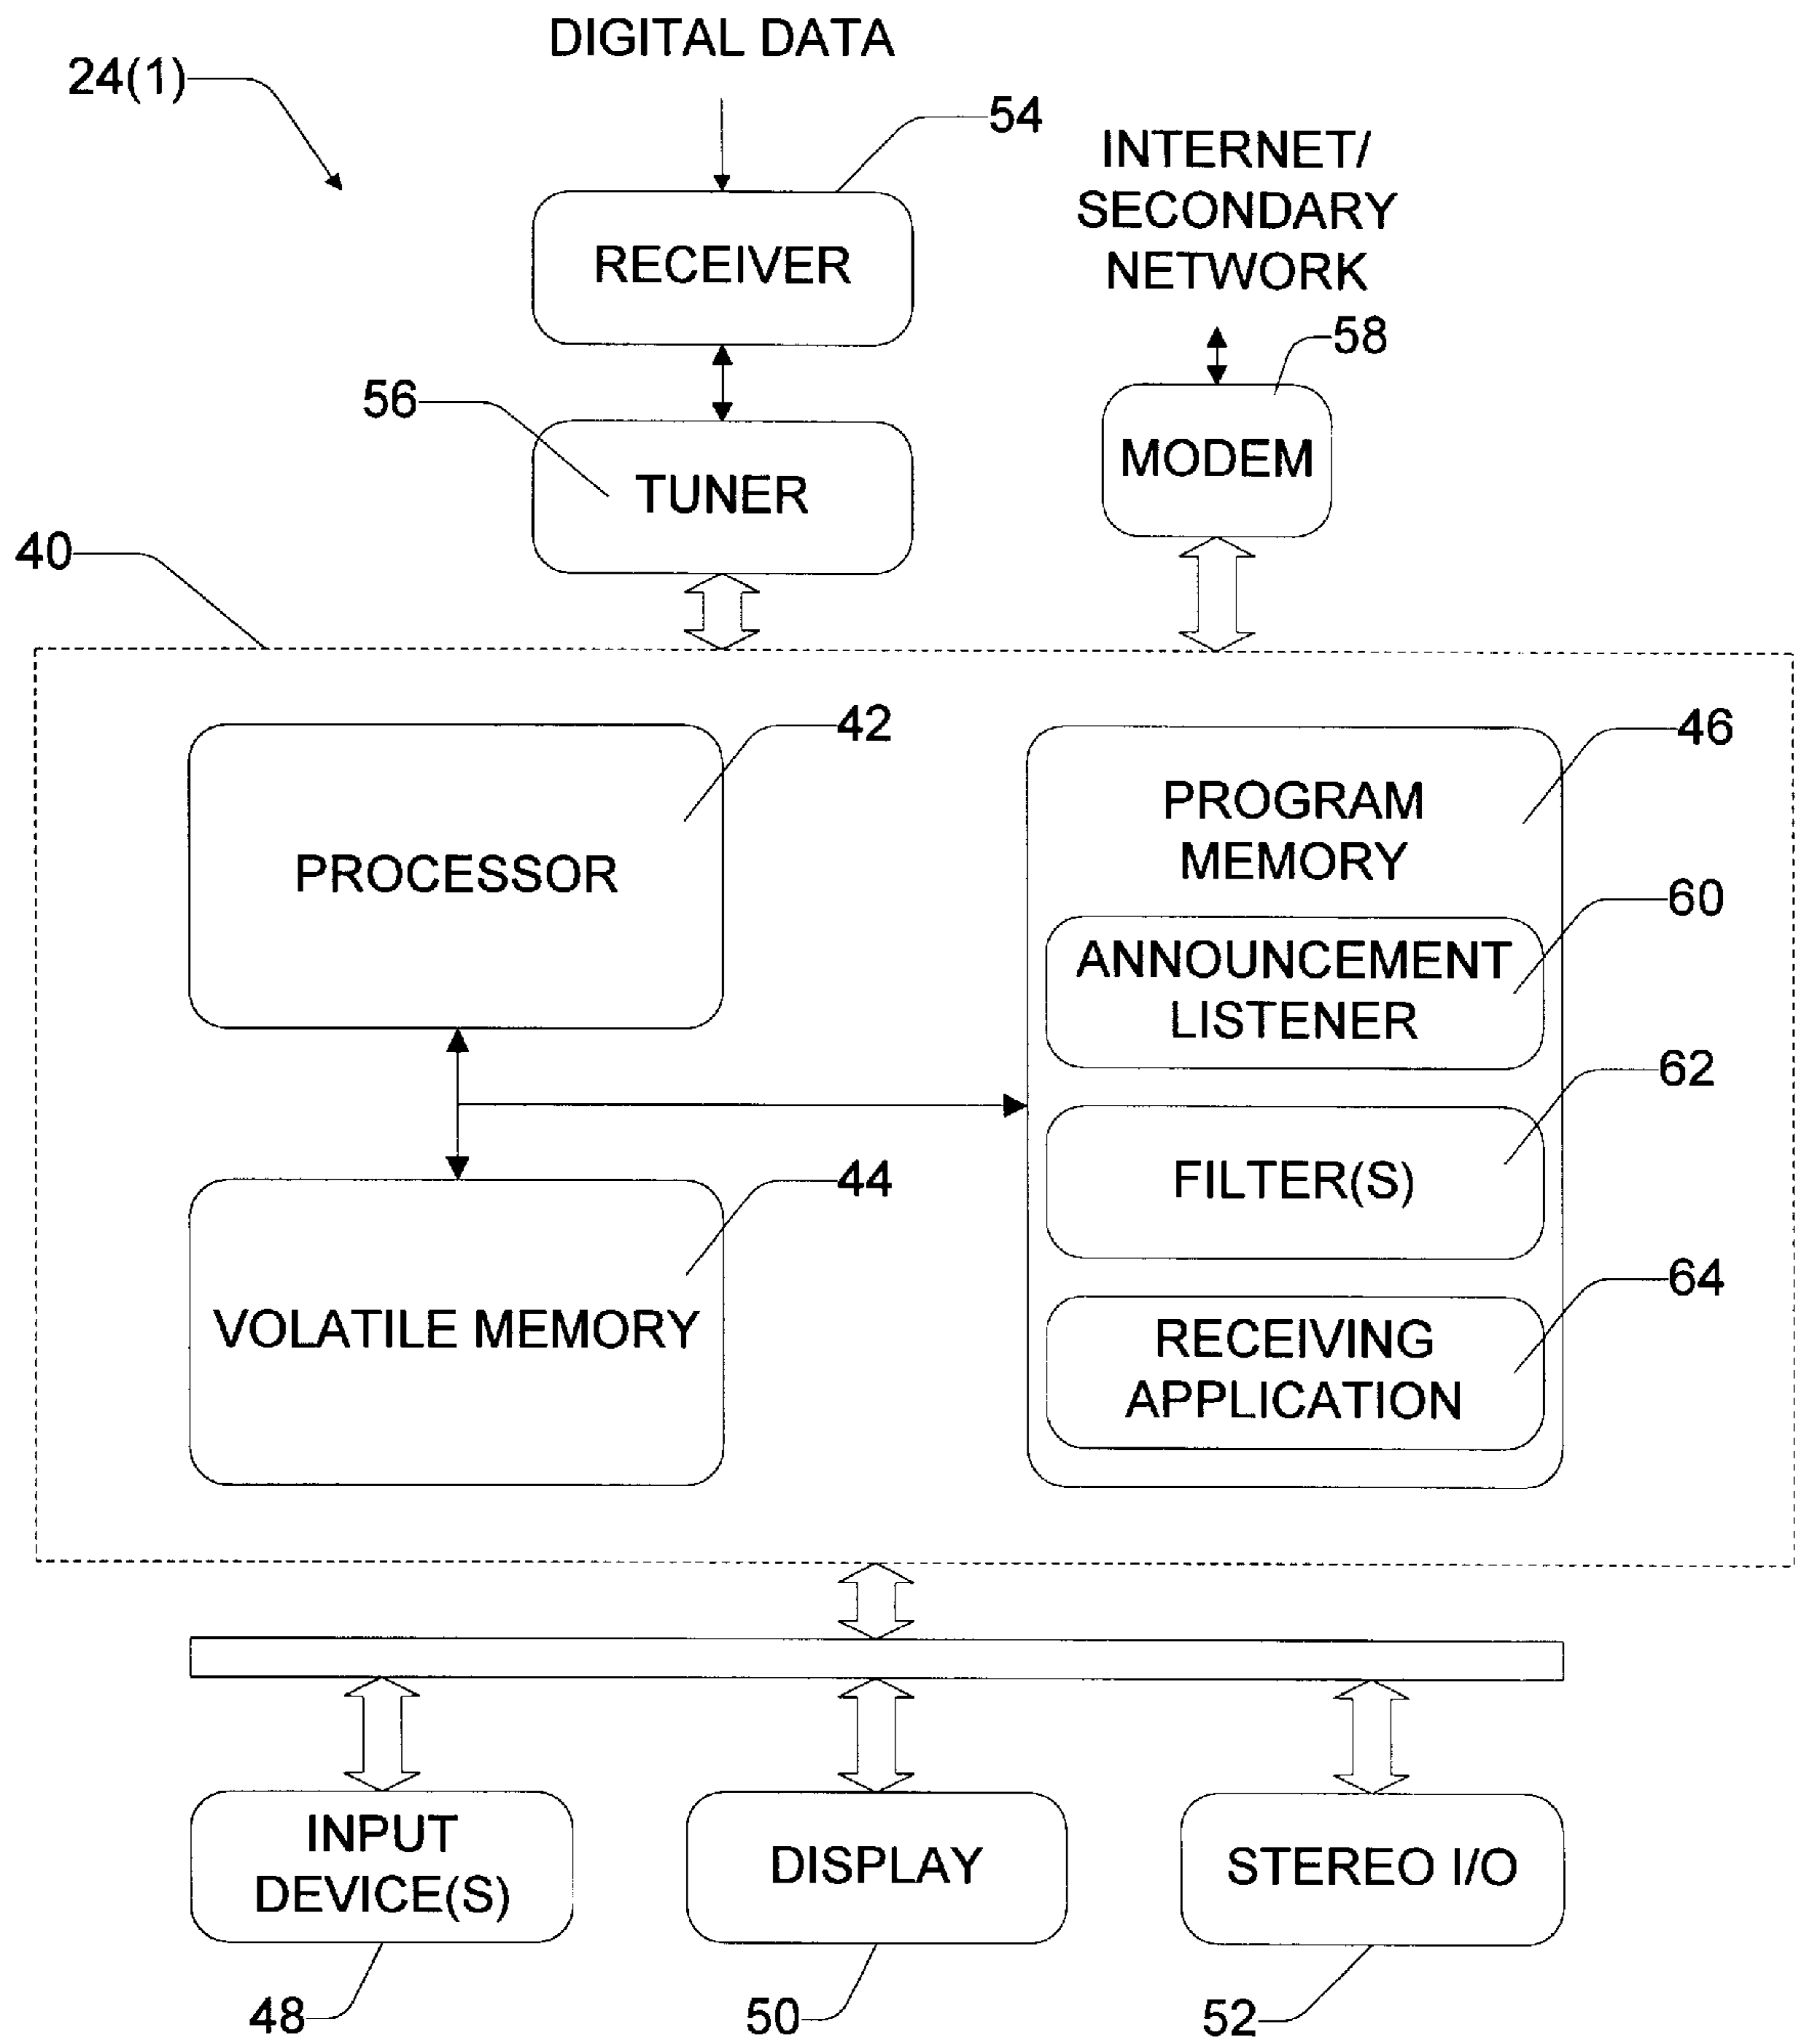 DIGITAL DATA
24(1)
54
INTERNET/
SECONDARY
NETWORK
RECEIVER
58
56
MODEM
TUNER
40
42
46
PROGRAM
MEMORY
PROCESSOR
60
ANNOUNCEMENT
LISTENER
62
44
FILTER(S)
64
VOLATILE MEMORY
RECEIVING
APPLICATION
INPUT
DEVICE(S)
DISPLAY
STEREO I/O
48
50
52